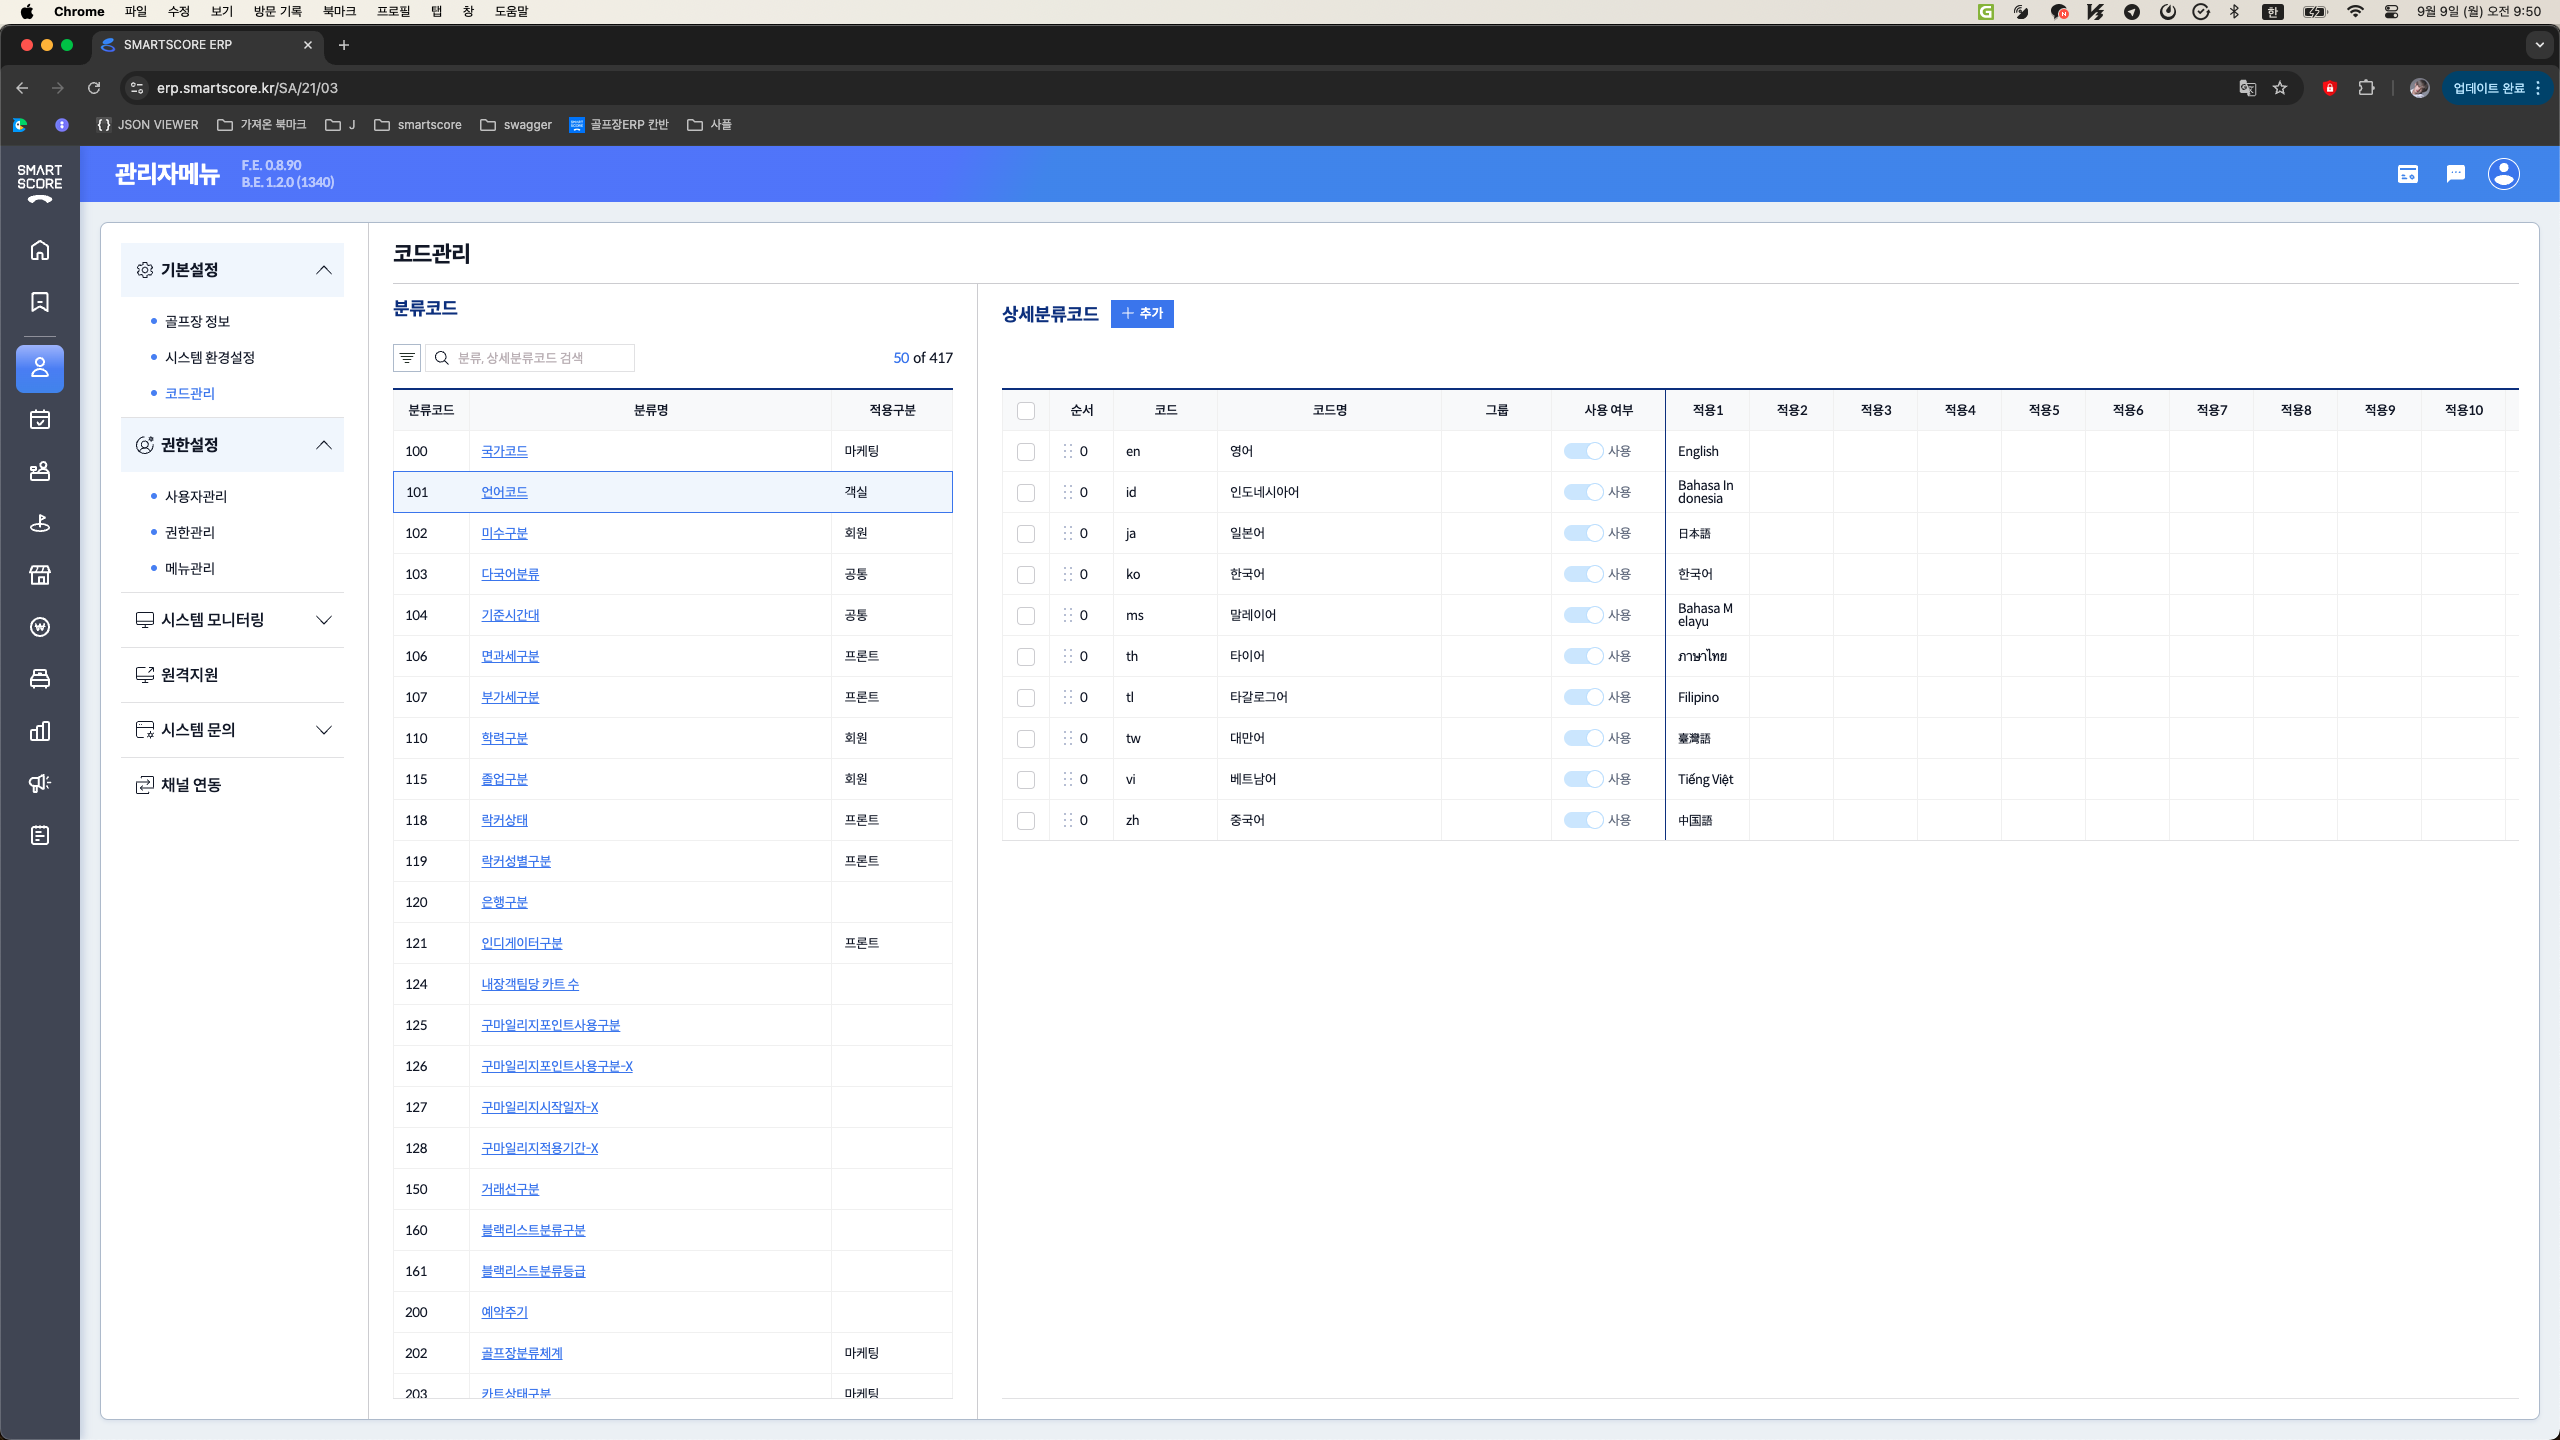 Chrome 파일 수정 보기 방문 기록 북마크 프로필 탭 창 도움말 한 9월 9일 (월) 오전 9:50
SMARTSCORE ERP
erp.smartscore.kr/SA/21/03 업데이트 완료
{ } JSON VIEWER 가져온 북마크 J smartscore swagger 골프장ERP 칸반 사플
SMART
SCORE
관리자메뉴
F.E. 0.8.90
B.E. 1.2.0 (1340)
기본설정
골프장 정보
시스템 환경설정
코드관리
권한설정
사용자관리
권한관리
메뉴관리
시스템 모니터링
원격지원
시스템 문의
채널 연동
코드관리
분류코드
분류, 상세분류코드 검색 50 of 417
분류코드 분류명 적용구분
100 국가코드 마케팅
101 언어코드 객실
102 미수구분 회원
103 다국어분류 공통
104 기준시간대 공통
106 면과세구분 프론트
107 부가세구분 프론트
110 학력구분 회원
115 졸업구분 회원
118 락커상태 프론트
119 락커성별구분 프론트
120 은행구분
121 인디게이터구분 프론트
124 내장객팀당 카트 수
125 구마일리지포인트사용구분
126 구마일리지포인트사용구분-X
127 구마일리지시작일자-X
128 구마일리지적용기간-X
150 거래선구분
160 블랙리스트분류구분
161 블랙리스트분류등급
200 예약주기
202 골프장분류체계 마케팅
203 카트상태구분 마케팅
상세분류코드 + 추가
순서 코드 코드명 그룹 사용 여부 적용1 적용2 적용3 적용4 적용5 적용6 적용7 적용8 적용9 적용10
0 en 영어 사용 English
0 id 인도네시아어 사용 Bahasa In
donesia
0 ja 일본어 사용 日本語
0 ko 한국어 사용 한국어
0 ms 말레이어 사용 Bahasa M
elayu
0 th 타이어 사용 ภาษาไทย
0 tl 타갈로그어 사용 Filipino
0 tw 대만어 사용 臺灣語
0 vi 베트남어 사용 Tiếng Việt
0 zh 중국어 사용 中国語